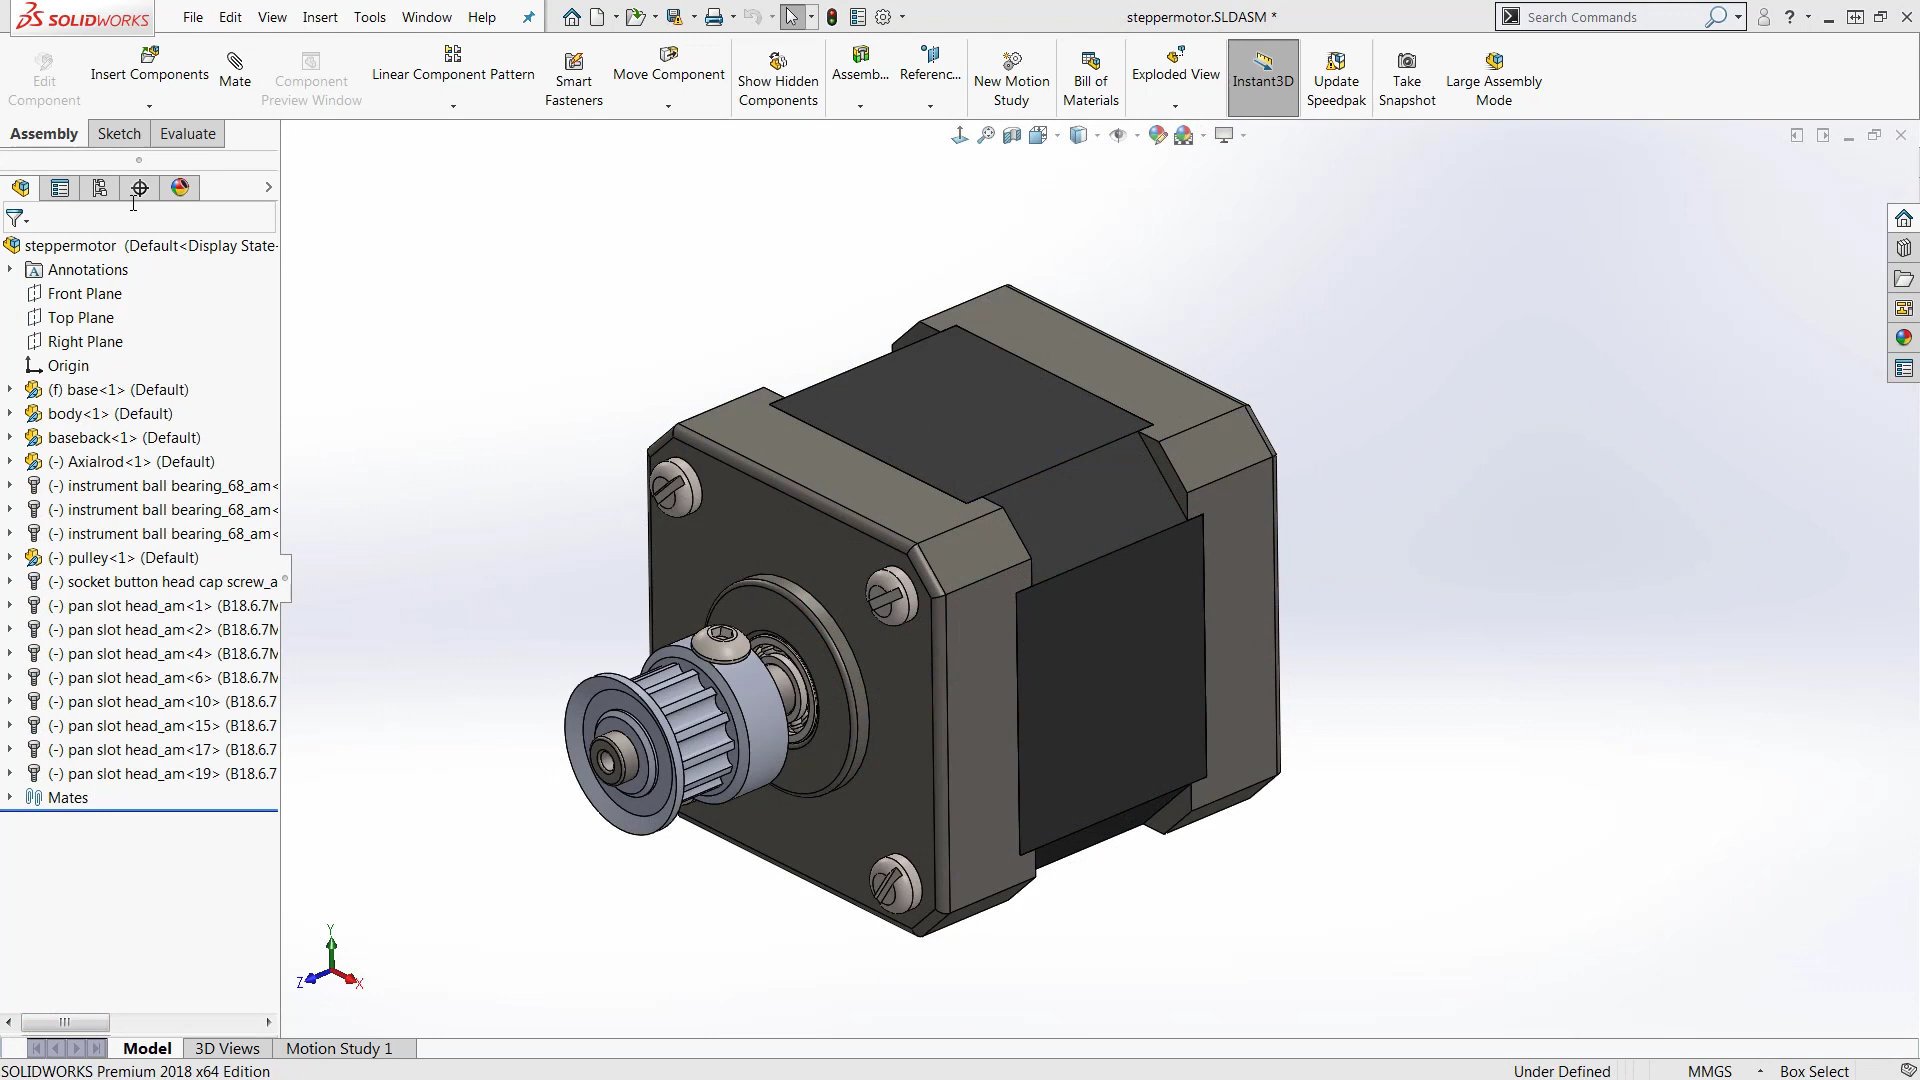 SOLIDWORKS
File Edit View Insert Tools Window Help
steppermotor.SLDASM *
Search Commands
Edit Component
Insert Components
Mate
Component Preview Window
Linear Component Pattern
Smart Fasteners
Move Component
Show Hidden Components
Assemb...
Referenc...
New Motion Study
Bill of Materials
Exploded View
Instant3D
Update Speedpak
Take Snapshot
Large Assembly Mode
Assembly Sketch Evaluate
steppermotor (Default<Display State-
Annotations
Front Plane
Top Plane
Right Plane
Origin
(f) base<1> (Default)
body<1> (Default)
baseback<1> (Default)
(-) Axialrod<1> (Default)
(-) instrument ball bearing_68_am<
(-) instrument ball bearing_68_am<
(-) instrument ball bearing_68_am<
(-) pulley<1> (Default)
(-) socket button head cap screw_a
(-) pan slot head_am<1> (B18.6.7M
(-) pan slot head_am<2> (B18.6.7M
(-) pan slot head_am<4> (B18.6.7M
(-) pan slot head_am<6> (B18.6.7M
(-) pan slot head_am<10> (B18.6.7
(-) pan slot head_am<15> (B18.6.7
(-) pan slot head_am<17> (B18.6.7
(-) pan slot head_am<19> (B18.6.7
Mates
Y
Z
X
Model 3D Views Motion Study 1
SOLIDWORKS Premium 2018 x64 Edition
Under Defined MMGS Box Select